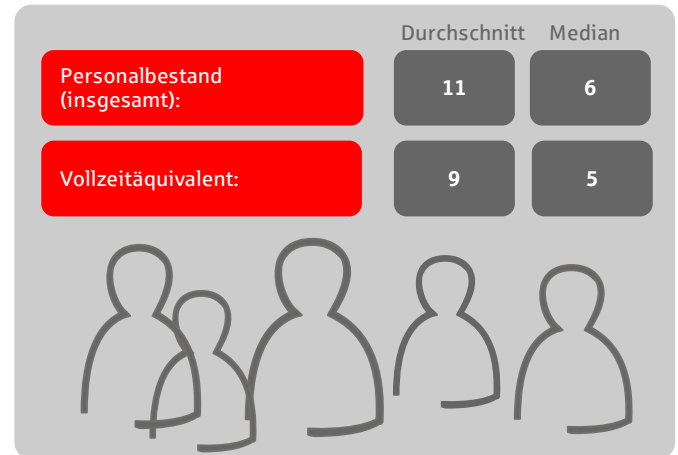 Durchschnitt Median
Personalbestand
(insgesamt):
11 6
Vollzeitäquivalent:
9 5